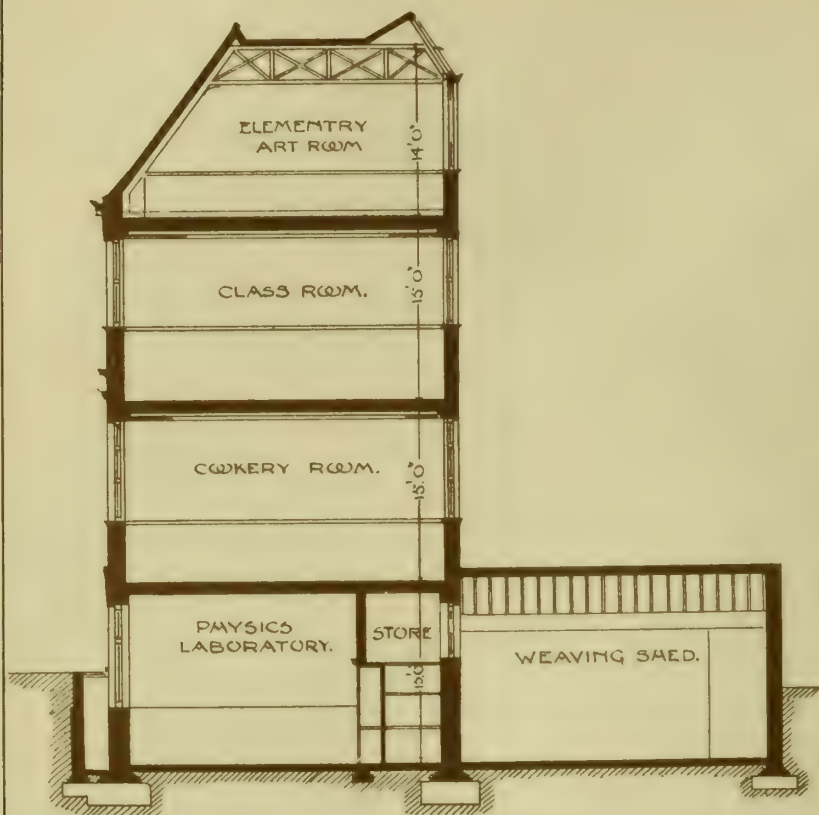 ELEMENTRY
ART ROOM
14'0"
CLASS ROOM.
15'0"
COOKERY ROOM.
15'0"
PHYSICS
LABORATORY.
STORE
15'0
WEAVING SHED.